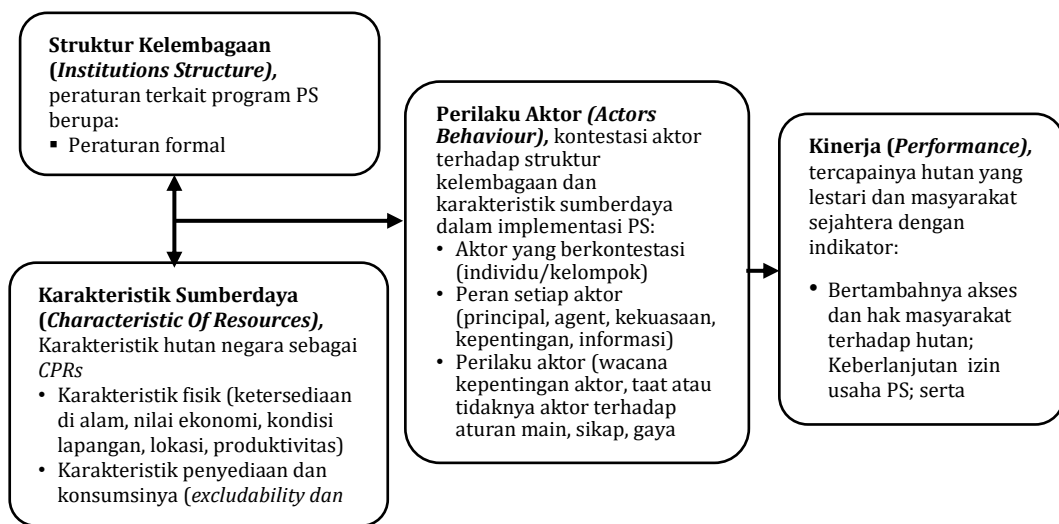 Struktur Kelembagaan
(Institutions Structure),
peraturan terkait program PS
berupa:
▪ Peraturan formal
Karakteristik Sumberdaya
(Characteristic Of Resources),
Karakteristik hutan negara sebagai
CPRs
• Karakteristik fisik (ketersediaan
di alam, nilai ekonomi, kondisi
lapangan, lokasi, produktivitas)
• Karakteristik penyediaan dan
konsumsinya (excludability dan
Perilaku Aktor (Actors
Behaviour), kontestasi aktor
terhadap struktur
kelembagaan dan
karakteristik sumberdaya
dalam implementasi PS:
• Aktor yang berkontestasi
(individu/kelompok)
• Peran setiap aktor
(principal, agent, kekuasaan,
kepentingan, informasi)
• Perilaku aktor (wacana
kepentingan aktor, taat atau
tidaknya aktor terhadap
aturan main, sikap, gaya
Kinerja (Performance),
tercapainya hutan yang
lestari dan masyarakat
sejahtera dengan
indikator:
• Bertambahnya akses
dan hak masyarakat
terhadap hutan;
Keberlanjutan izin
usaha PS; serta